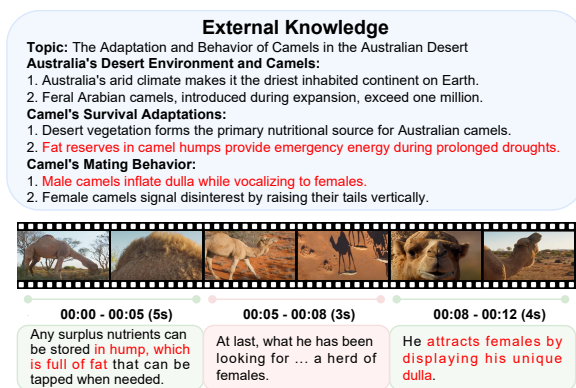 External Knowledge
Topic: The Adaptation and Behavior of Camels in the Australian Desert
Australia's Desert Environment and Camels:
1. Australia's arid climate makes it the driest inhabited continent on Earth.
2. Feral Arabian camels, introduced during expansion, exceed one million.
Camel's Survival Adaptations:
1. Desert vegetation forms the primary nutritional source for Australian camels.
2. Fat reserves in camel humps provide emergency energy during prolonged droughts.
Camel's Mating Behavior:
1. Male camels inflate dulla while vocalizing to females.
2. Female camels signal disinterest by raising their tails vertically.
00:00 - 00:05 (5s)
00:05 - 00:08 (3s)
00:08 - 00:12 (4s)
Any surplus nutrients can
be stored in hump, which
is full of fat that can be
tapped when needed.
At last, what he has been
looking for ... a herd of
females.
He attracts females by
displaying his unique
dulla.